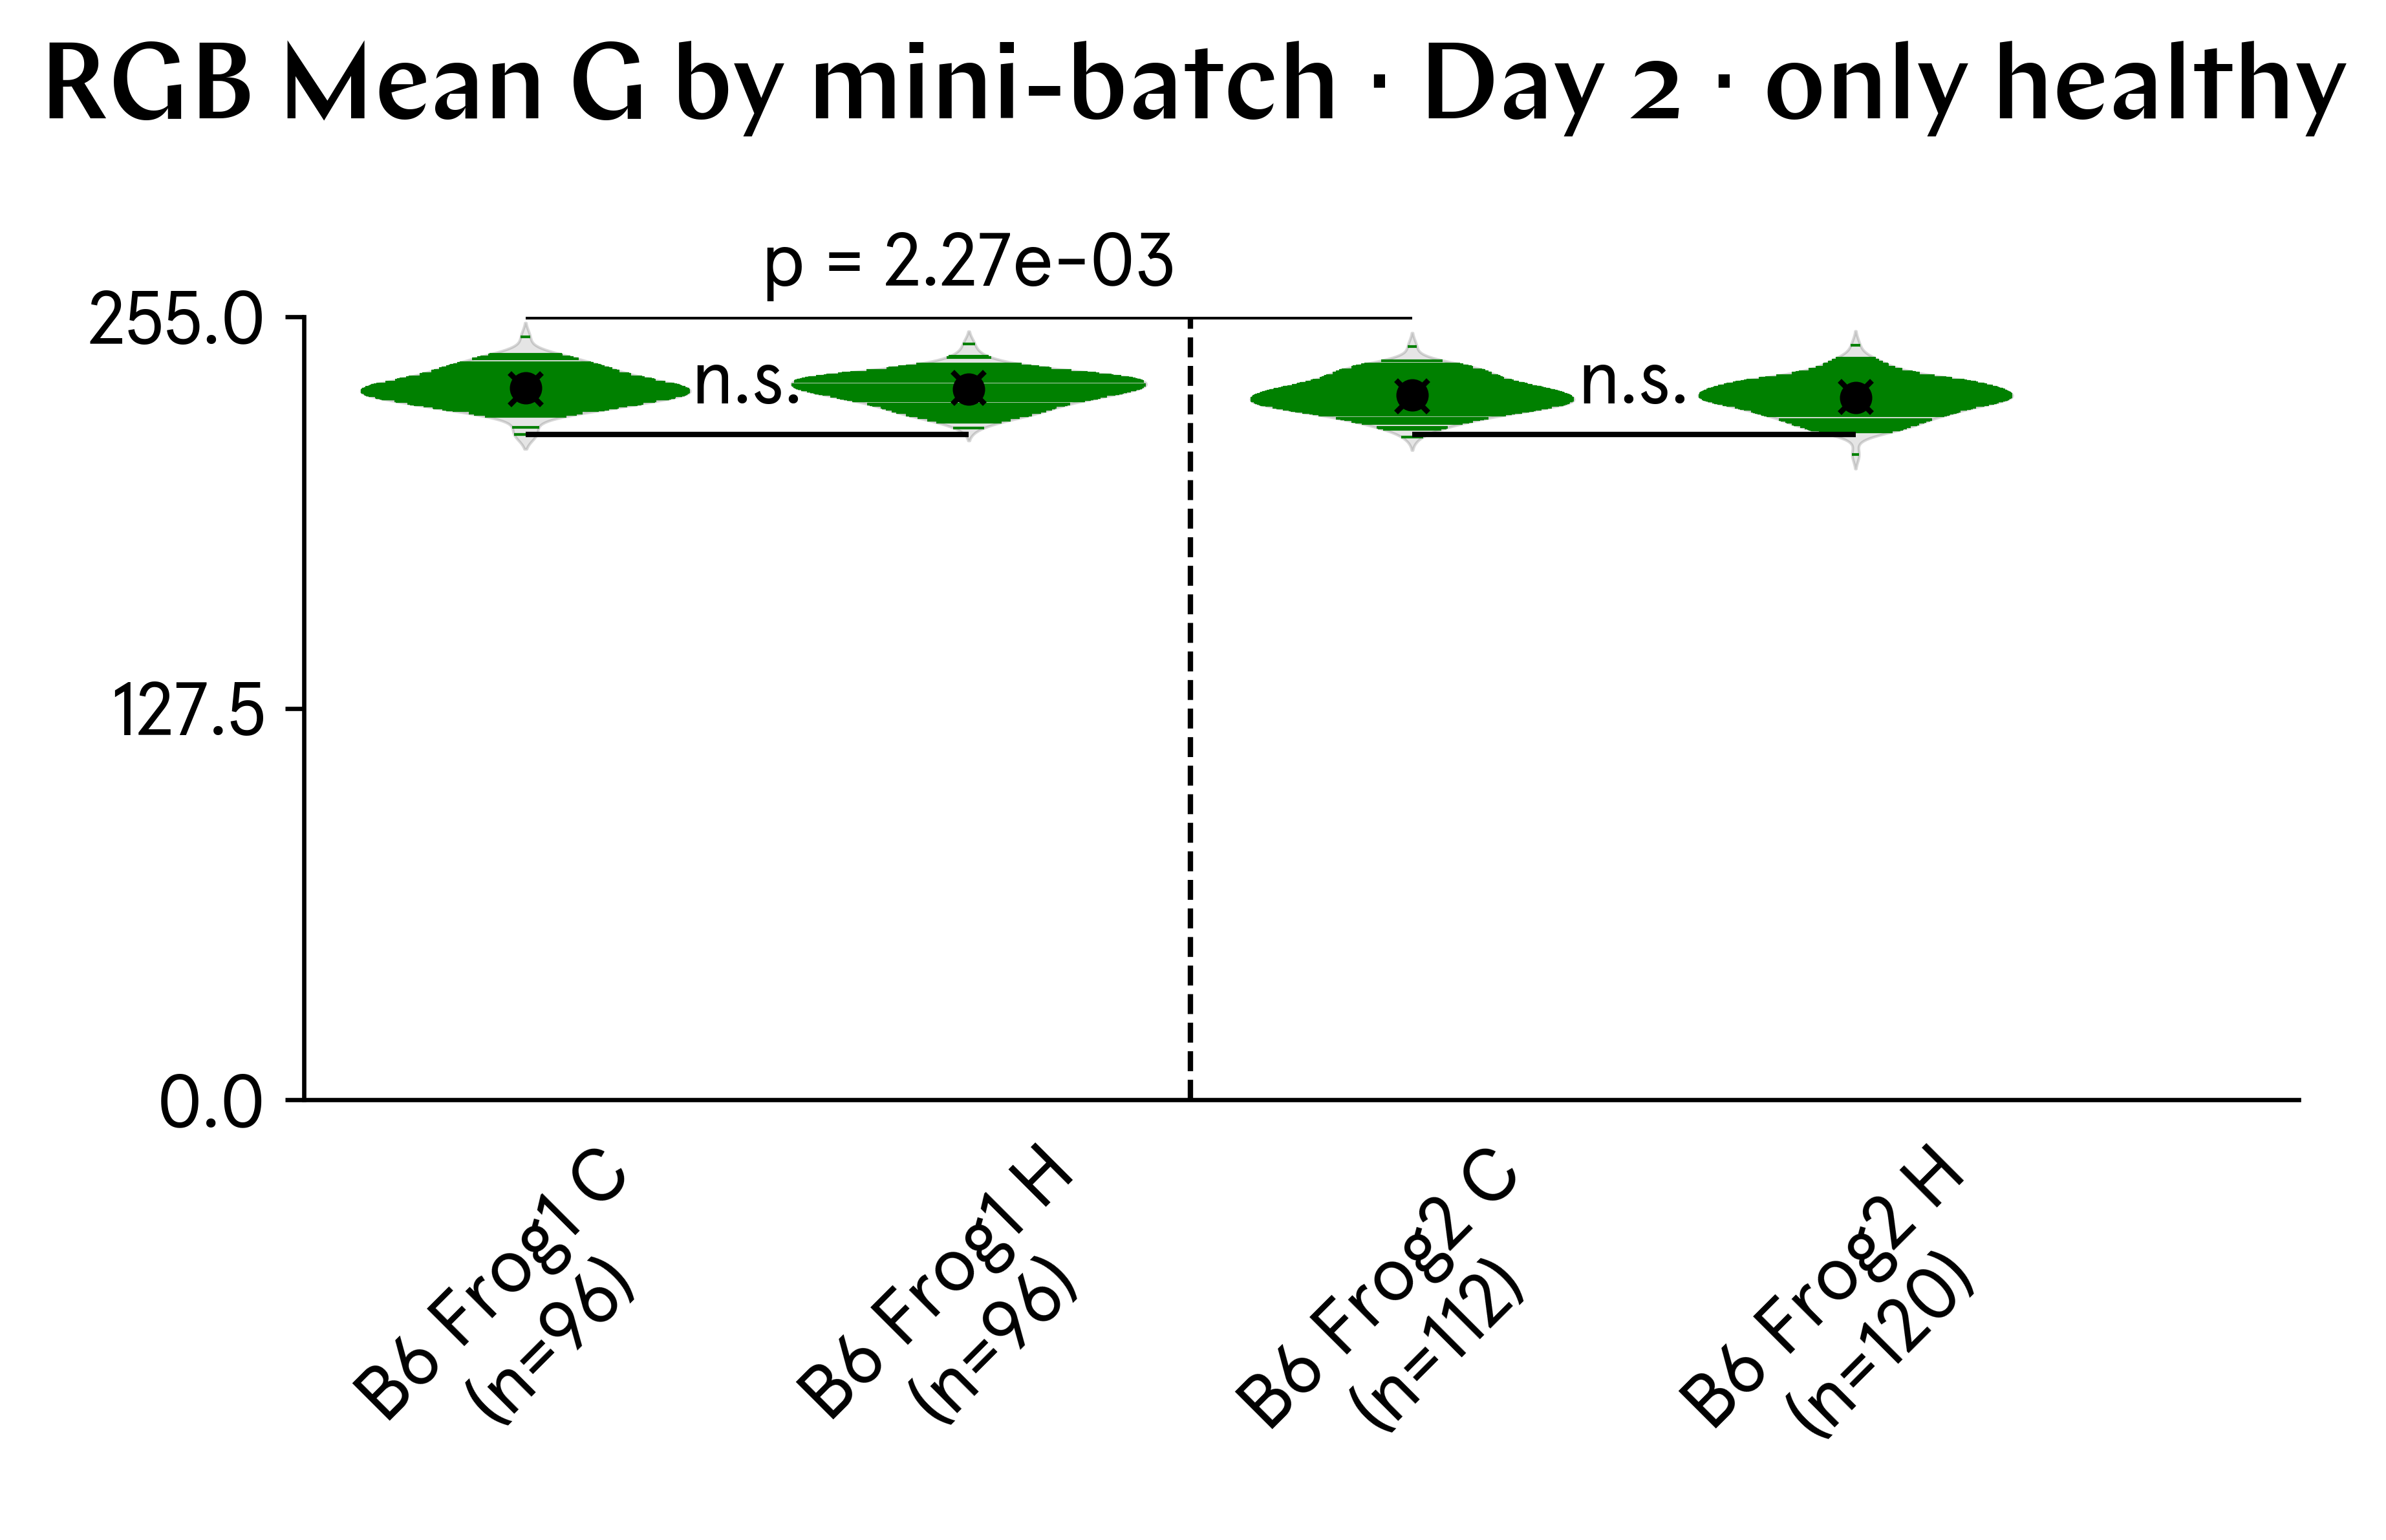 RGB Mean G by mini-batch · Day 2 · only healthy
p = 2.27e−03
255.0
n.s.
n.s.
127.5
0.0
B6 Frog1 C
(n=96)
B6 Frog1 H
(n=96)
B6 Frog2 C
(n=112)
B6 Frog2 H
(n=120)